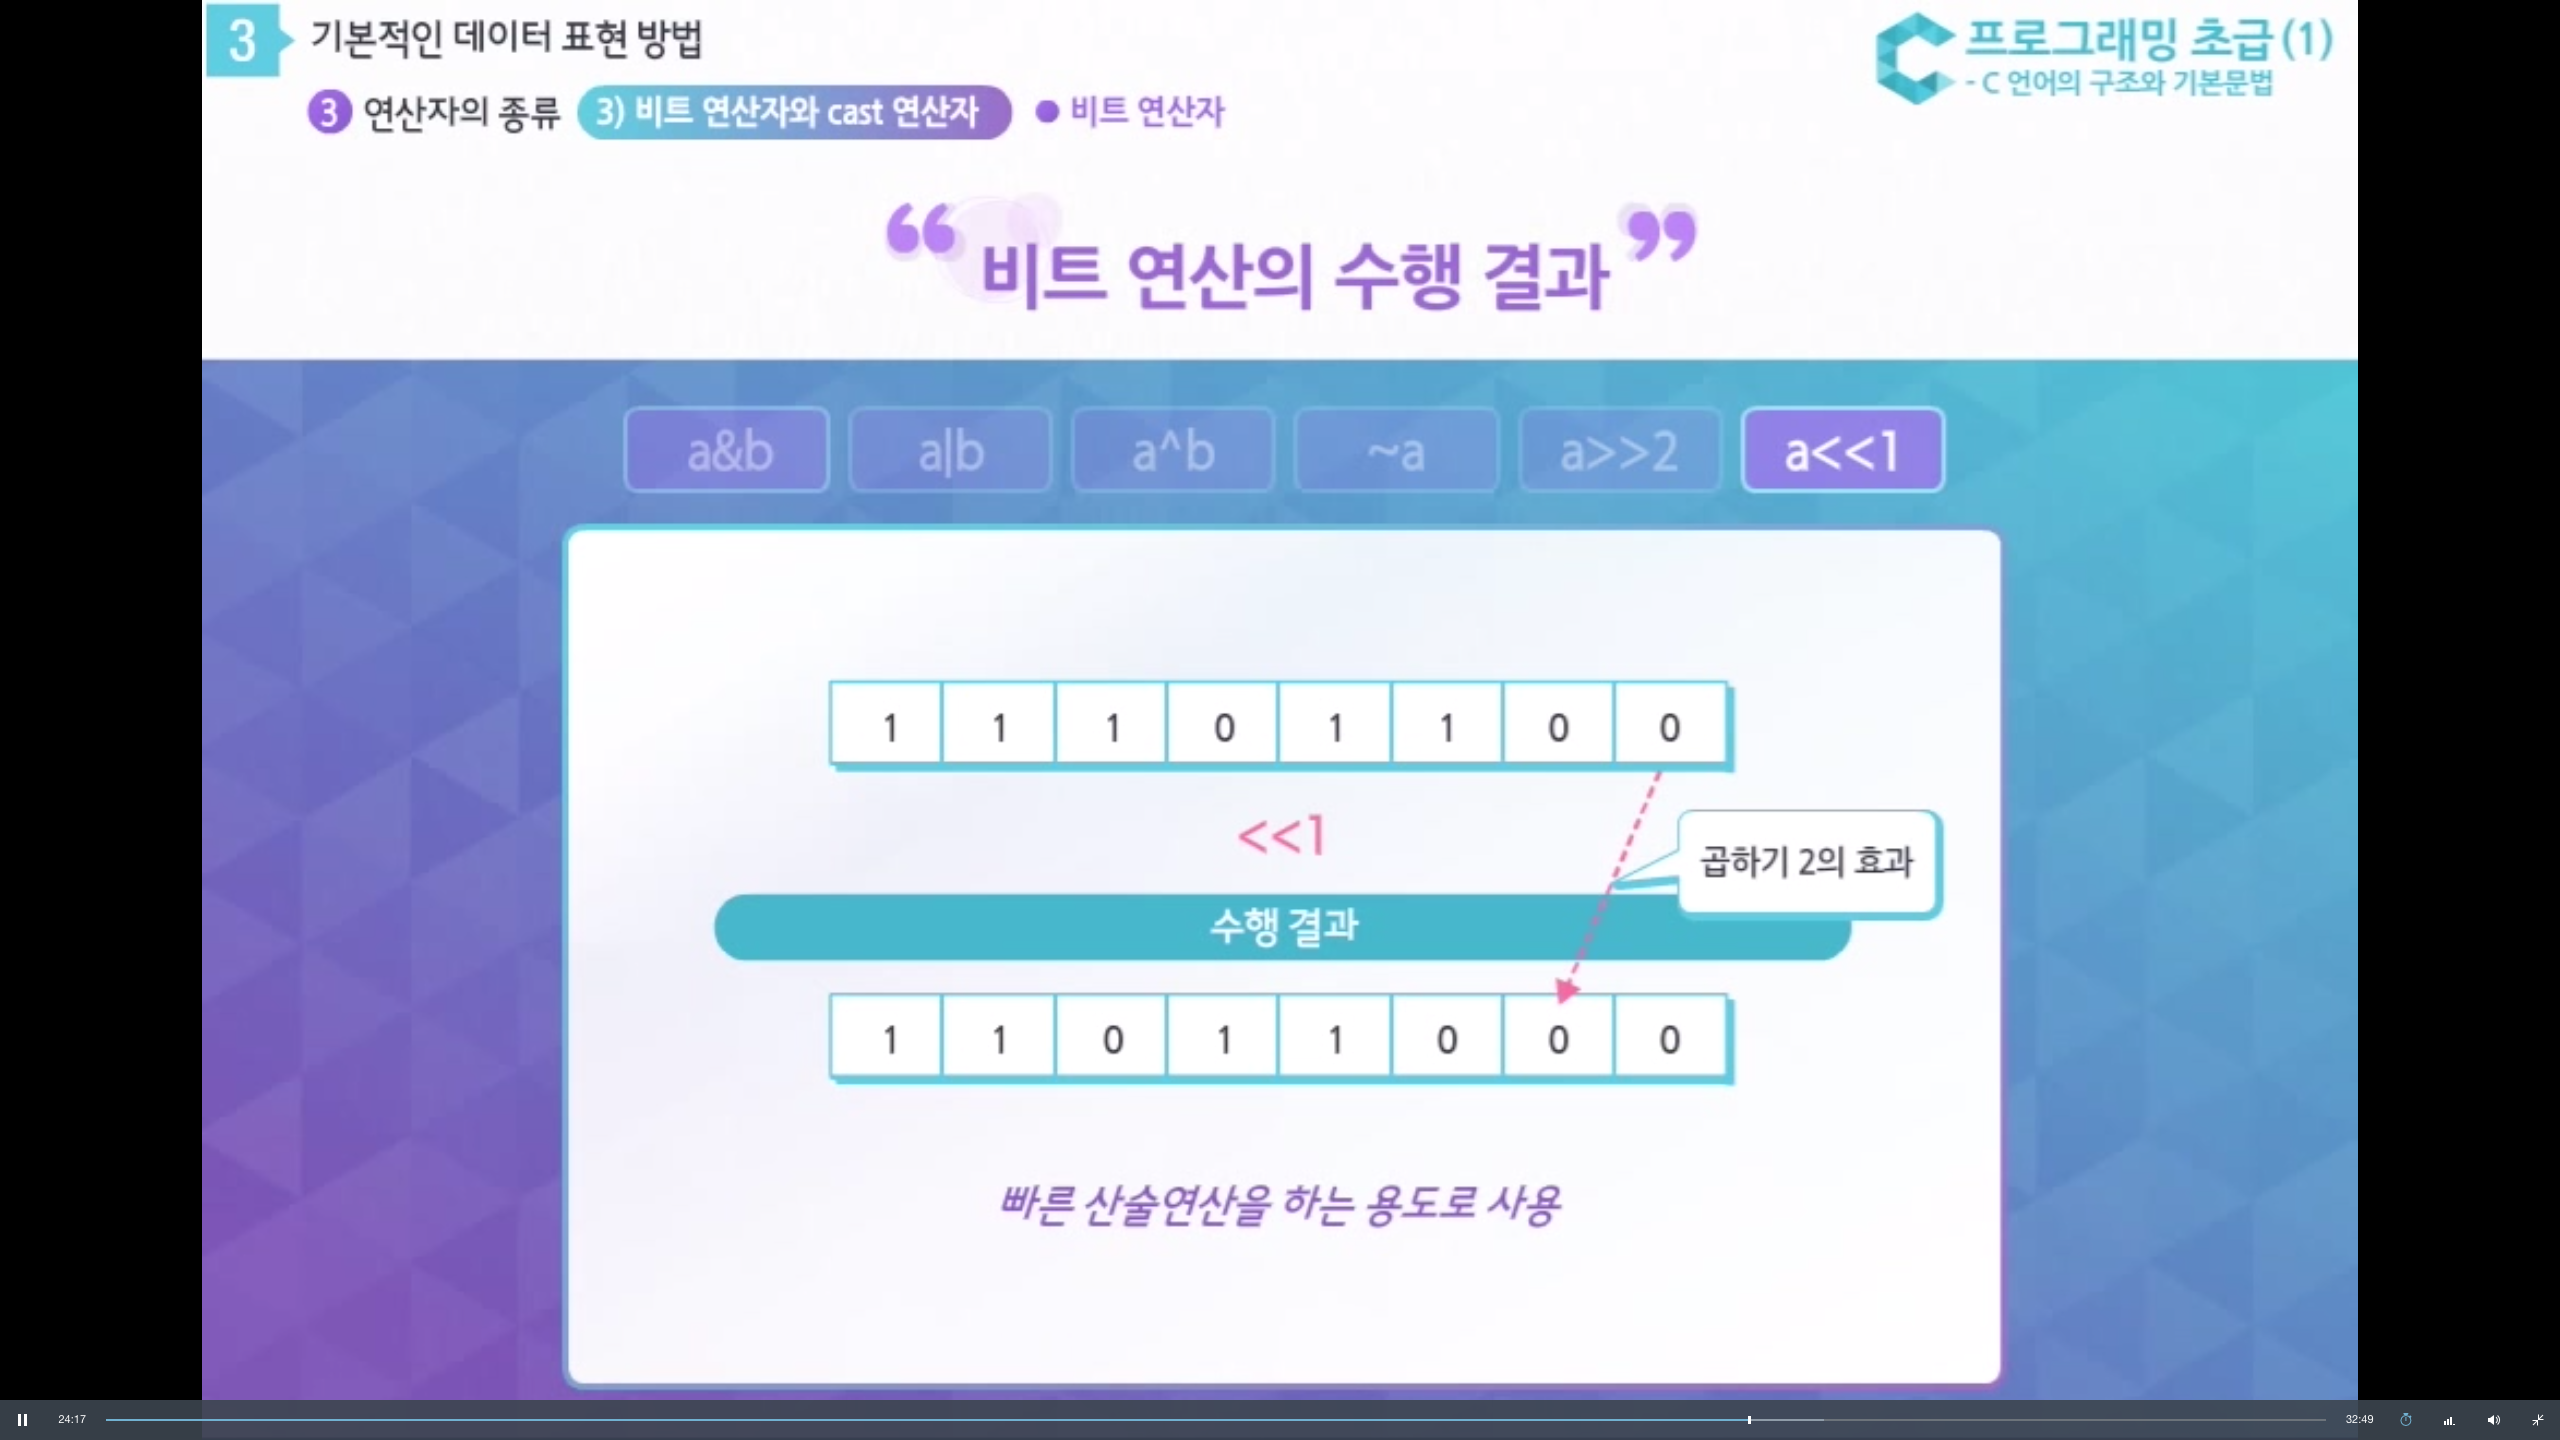 3 기본적인 데이터 표현 방법
프로그래밍 초급(1)
- C 언어의 구조와 기본문법
3 연산자의 종류 3) 비트 연산자와 cast 연산자 ● 비트 연산자
“ 비트 연산의 수행 결과 ”
a&b a|b a^b ~a a>>2 a<<1
1 1 1 0 1 1 0 0
<<1
곱하기 2의 효과
수행 결과
1 1 0 1 1 0 0 0
빠른 산술연산을 하는 용도로 사용
24:17 32:49